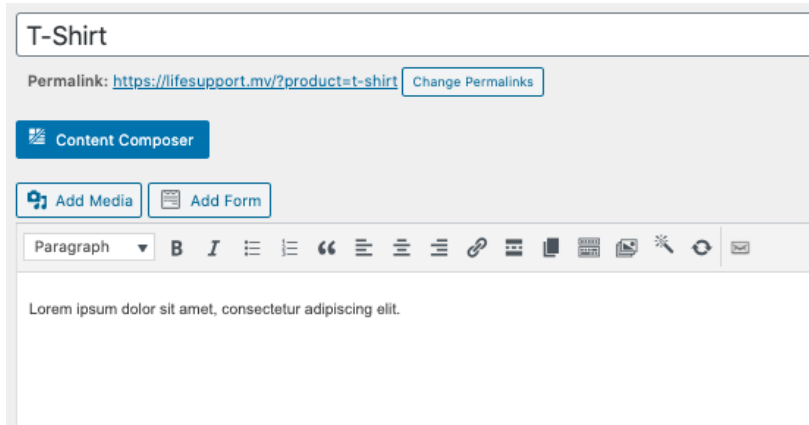 T-Shirt
Permalink: https://lifesupport.mv/?product=t-shirt Change Permalinks
Content Composer
Add Media Add Form
Paragraph B I
Lorem ipsum dolor sit amet, consectetur adipiscing elit.